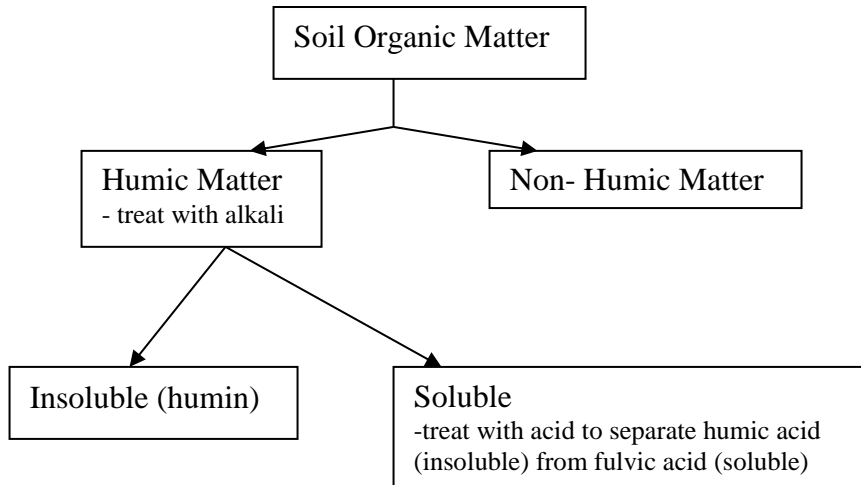 Soil Organic Matter
Humic Matter
- treat with alkali
Non- Humic Matter
Insoluble (humin)
Soluble
-treat with acid to separate humic acid
(insoluble) from fulvic acid (soluble)